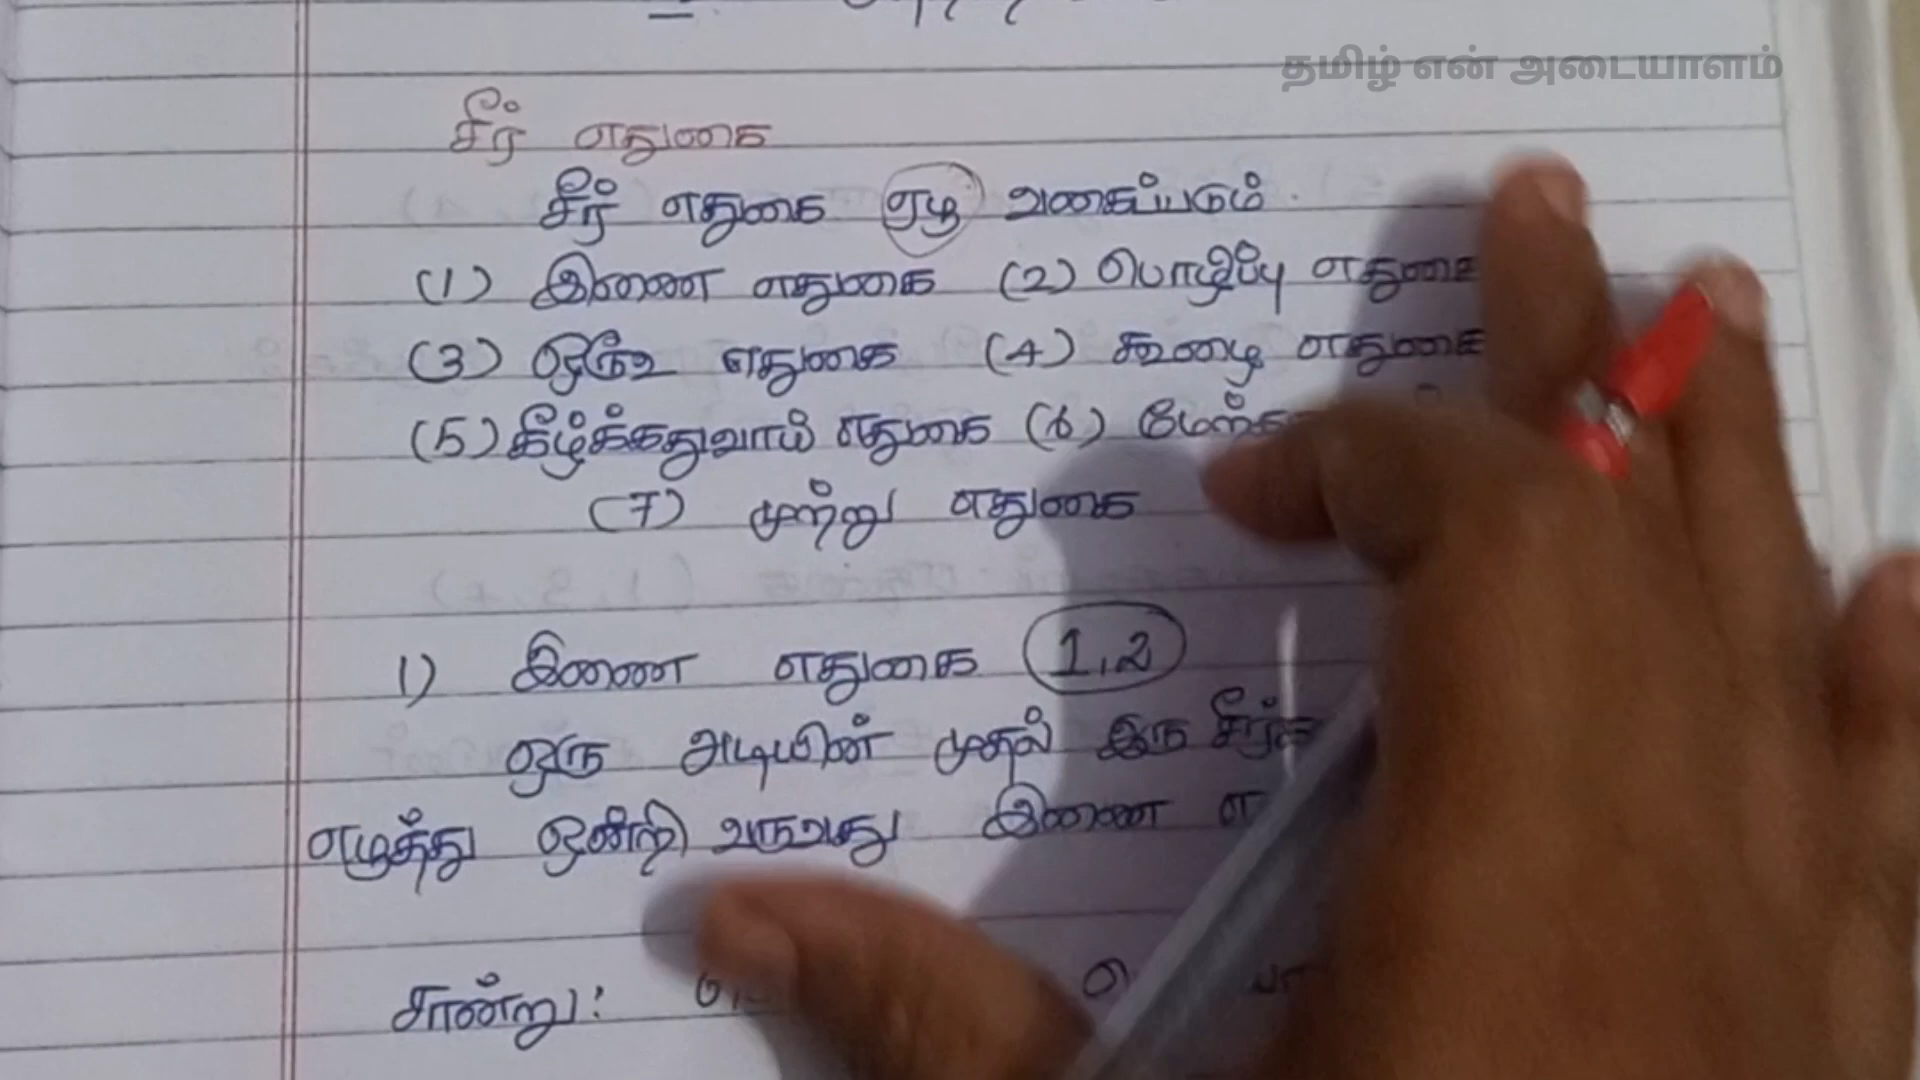 தமிழ் என் அடையாளம்
சீர் எதுகை
சீர் எதுகை ஏழு வகைப்படும்.
(1) இணை எதுகை (2) பொழிப்பு எதுகை
(3) ஒரூஉ எதுகை (4) கூழை எதுகை
(5) கீழ்க்கதுவாய் எதுகை (6)
(7) முற்று எதுகை
1) இணை எதுகை 1,2
ஒரு அடியின் முதல் இரு
எழுத்து ஒன்றி வருவது இணை
சான்று: